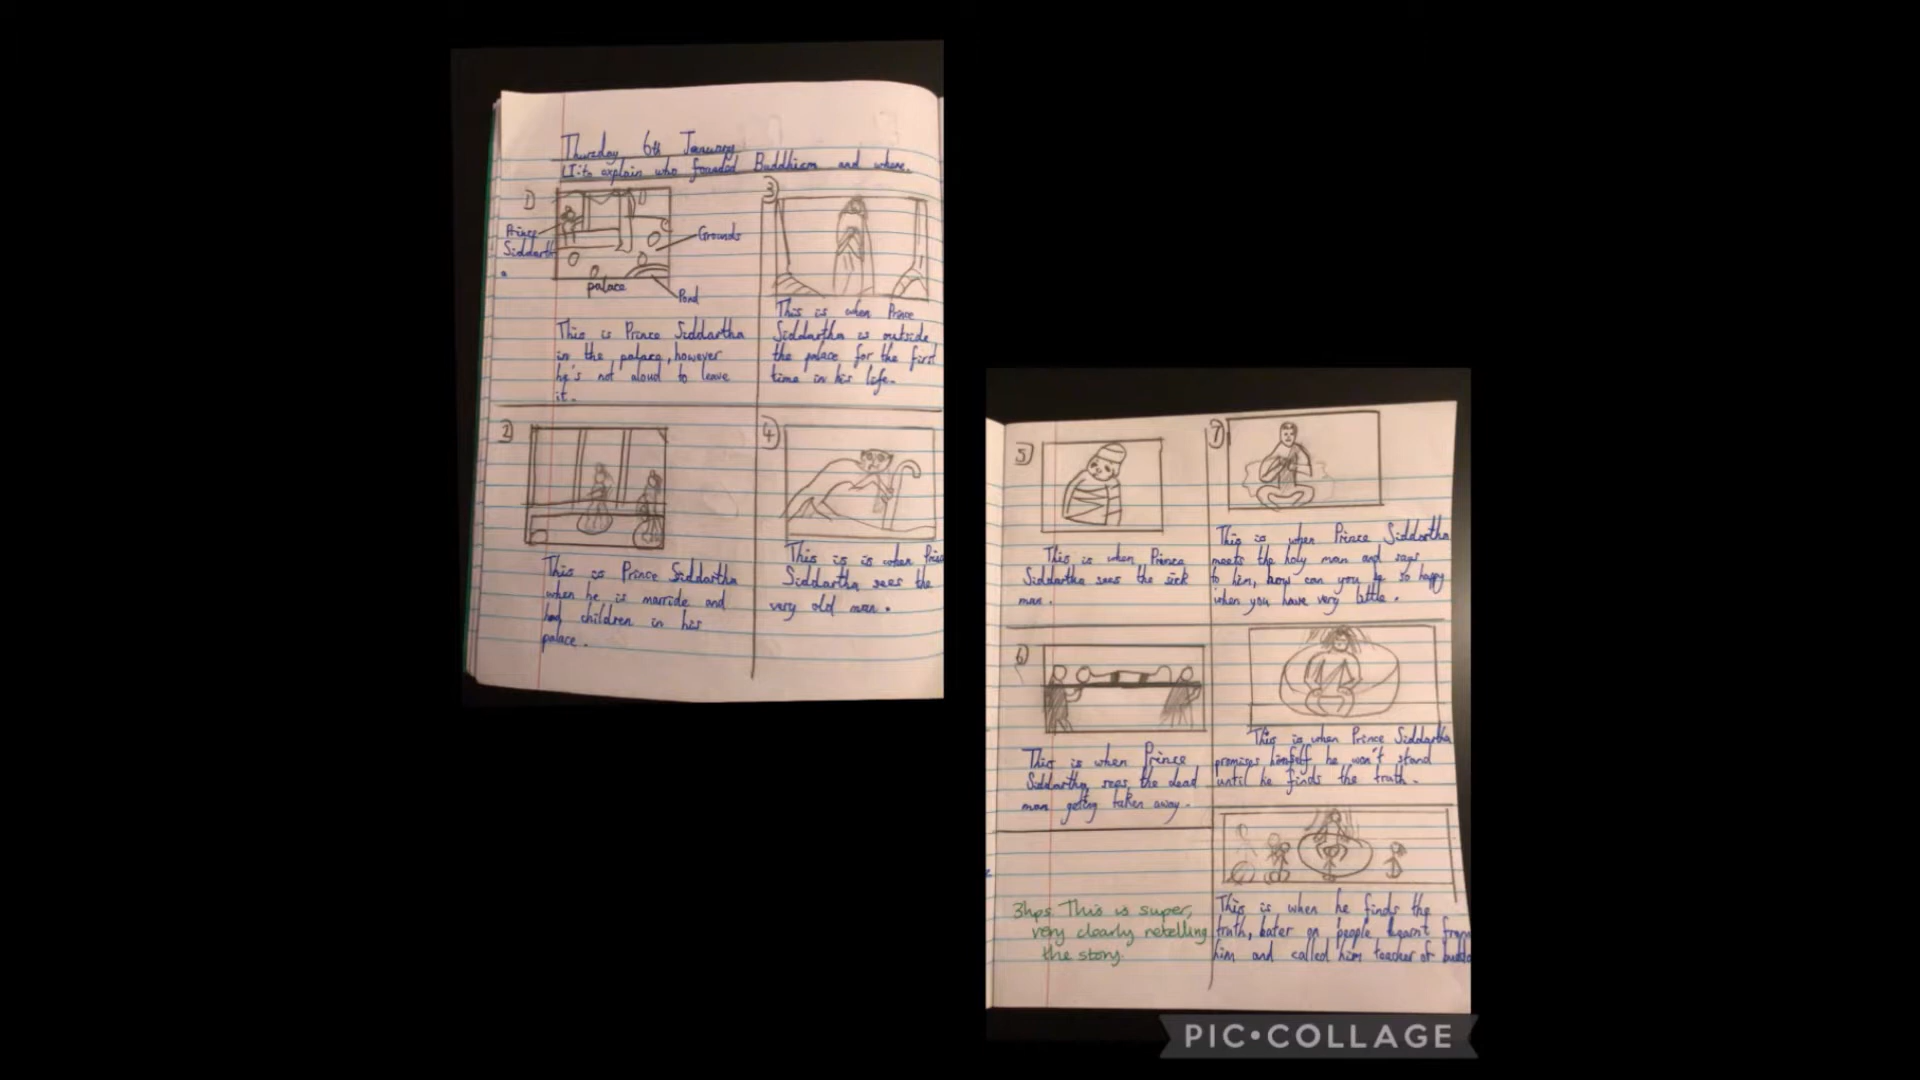 Thursday 6th January
LI:to explain who founded Buddhism and where.
1)
Prince
Siddarth
a
Grounds
palace
Pond
This is Prince Siddartha
in the palace, however
he's not aloud to leave
it.
2)
This is Prince Siddartha
when he is marride and
had children in his
palace.
3)
This is when Prince
Siddartha is outside
the palace for the first
time in his life.
4)
This is is when Princ
Siddartha sees the
very old man.
5)
This is when Prince
Siddartha sees the sick
man.
6)
This is when Prince
Siddartha sees the dead
man geting taken away.
3hps. This is super,
very clearly retelling
the story.
7)
This is when Prince Siddartha
meets the holy man and says
to him, how can you be so happy
when you have very little.
This is when Prince Siddartha
promises himself he won't stand
until he finds the truth.
This is when he finds the
truth, later on people learnt from
him and called him teacher or budda
PIC•COLLAGE